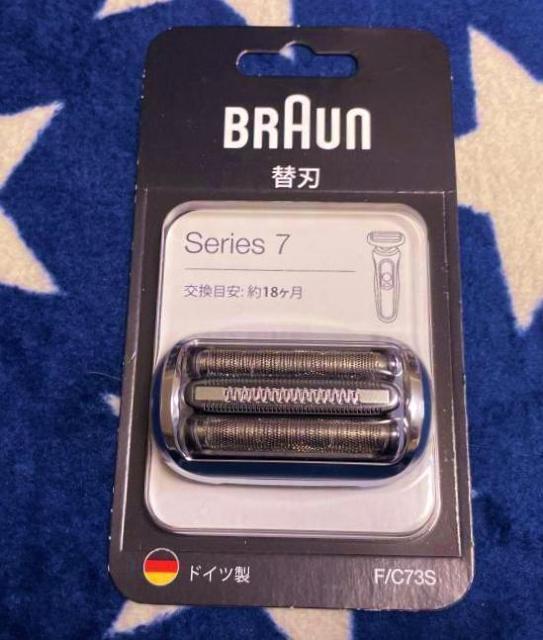 BRAUN
替刃
Series 7
交換目安: 約18ヶ月
ドイツ製
F/C73S